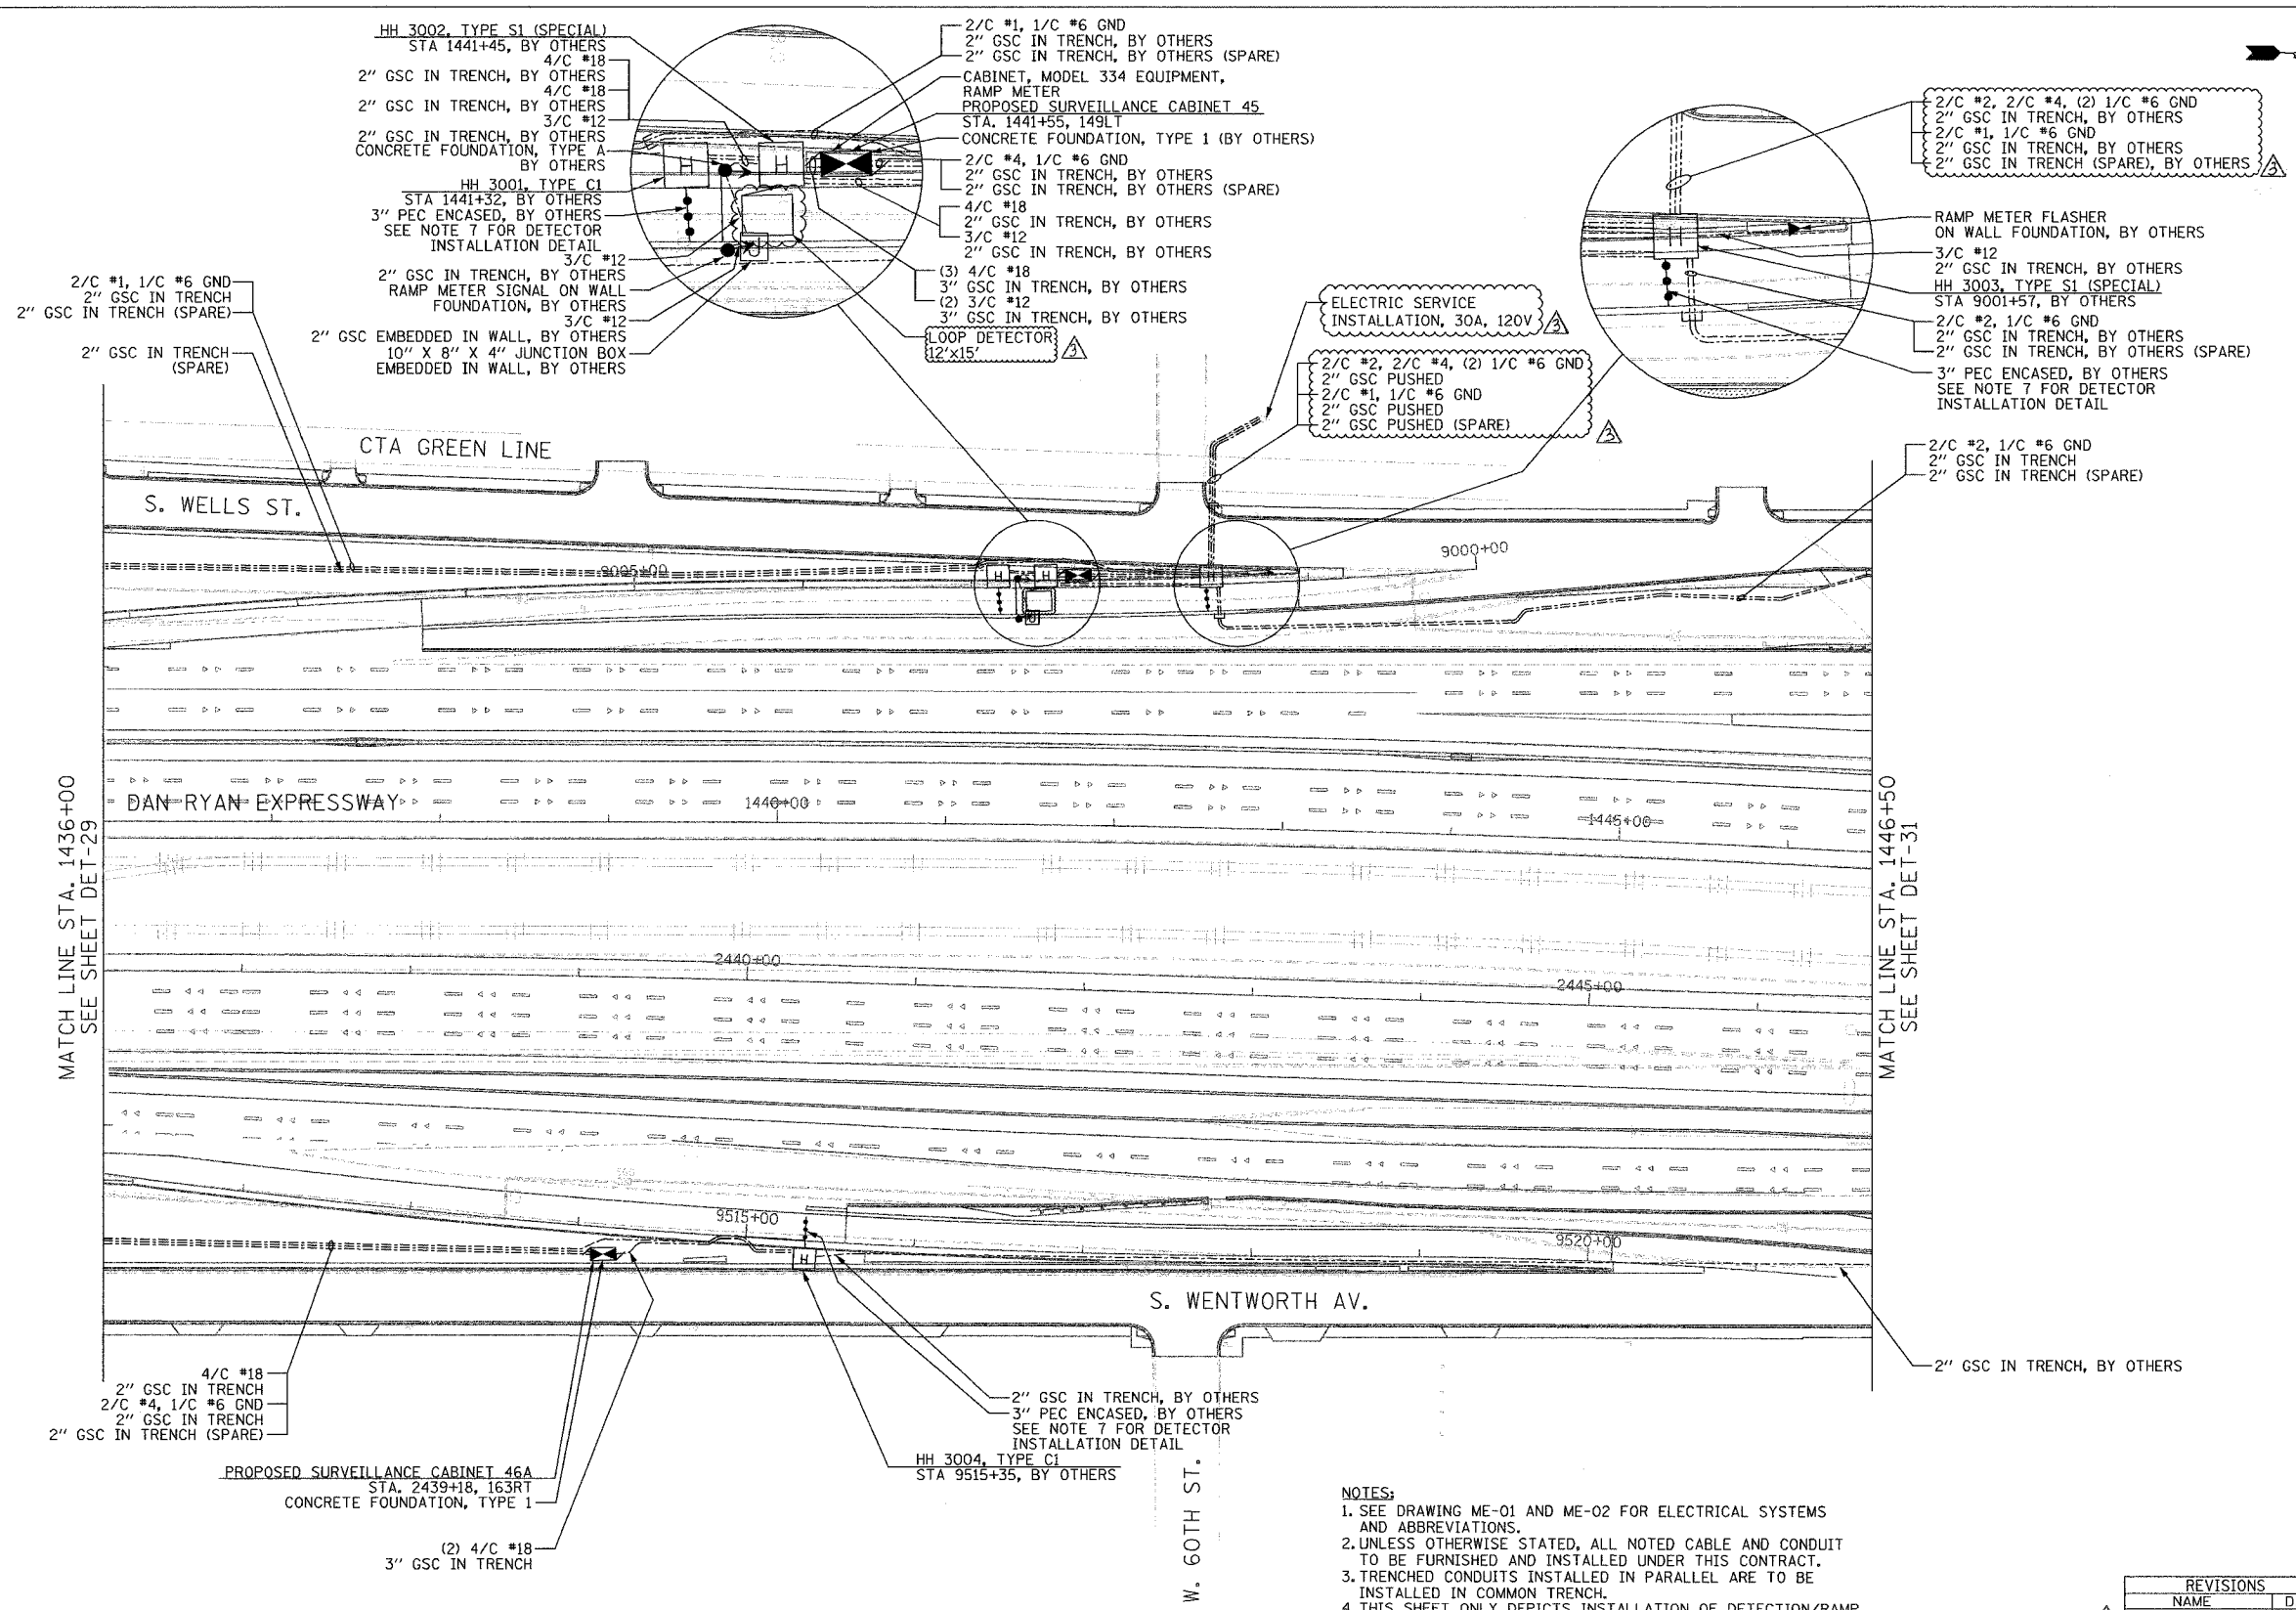 HH 3002, TYPE S1 (SPECIAL)
STA 1441+45, BY OTHERS
4/C #18
2" GSC IN TRENCH, BY OTHERS
4/C #18
2" GSC IN TRENCH, BY OTHERS
3/C #12
2" GSC IN TRENCH, BY OTHERS
CONCRETE FOUNDATION, TYPE A
BY OTHERS
HH 3001, TYPE C1
STA 1441+32, BY OTHERS
3" PEC ENCASED, BY OTHERS
SEE NOTE 7 FOR DETECTOR
INSTALLATION DETAIL
3/C #12
2" GSC IN TRENCH, BY OTHERS
RAMP METER SIGNAL ON WALL
FOUNDATION, BY OTHERS
3/C #12
2" GSC EMBEDDED IN WALL, BY OTHERS
10" X 8" X 4" JUNCTION BOX
EMBEDDED IN WALL, BY OTHERS
H
H
J
2/C #1, 1/C #6 GND
2" GSC IN TRENCH, BY OTHERS
2" GSC IN TRENCH, BY OTHERS (SPARE)
CABINET, MODEL 334 EQUIPMENT,
RAMP METER
PROPOSED SURVEILLANCE CABINET 45
STA. 1441+55, 149LT
CONCRETE FOUNDATION, TYPE 1 (BY OTHERS)
2/C #4, 1/C #6 GND
2" GSC IN TRENCH, BY OTHERS
2" GSC IN TRENCH, BY OTHERS (SPARE)
4/C #18
2" GSC IN TRENCH, BY OTHERS
3/C #12
2" GSC IN TRENCH, BY OTHERS
(3) 4/C #18
3" GSC IN TRENCH, BY OTHERS
(2) 3/C #12
3" GSC IN TRENCH, BY OTHERS
LOOP DETECTOR
12'x15'
3
ELECTRIC SERVICE
INSTALLATION, 30A, 120V
3
2/C #2, 2/C #4, (2) 1/C #6 GND
2" GSC PUSHED
2/C #1, 1/C #6 GND
2" GSC PUSHED
2" GSC PUSHED (SPARE)
3
2/C #2, 2/C #4, (2) 1/C #6 GND
2" GSC IN TRENCH, BY OTHERS
2/C #1, 1/C #6 GND
2" GSC IN TRENCH, BY OTHERS
2" GSC IN TRENCH (SPARE), BY OTHERS
3
H
RAMP METER FLASHER
ON WALL FOUNDATION, BY OTHERS
3/C #12
2" GSC IN TRENCH, BY OTHERS
HH 3003, TYPE S1 (SPECIAL)
STA 9001+57, BY OTHERS
2/C #2, 1/C #6 GND
2" GSC IN TRENCH, BY OTHERS
2" GSC IN TRENCH, BY OTHERS (SPARE)
3" PEC ENCASED, BY OTHERS
SEE NOTE 7 FOR DETECTOR
INSTALLATION DETAIL
2/C #2, 1/C #6 GND
2" GSC IN TRENCH
2" GSC IN TRENCH (SPARE)
2/C #1, 1/C #6 GND
2" GSC IN TRENCH
2" GSC IN TRENCH (SPARE)
2" GSC IN TRENCH
(SPARE)
CTA GREEN LINE
S. WELLS ST.
9005+00
9000+00
H
H
H
J
DAN RYAN EXPRESSWAY
1440+00
1445+00
MATCH LINE STA. 1436+00
SEE SHEET DET-29
MATCH LINE STA. 1446+50
SEE SHEET DET-31
2440+00
2445+00
9515+00
9520+00
H
S. WENTWORTH AV.
2" GSC IN TRENCH, BY OTHERS
4/C #18
2" GSC IN TRENCH
2/C #4, 1/C #6 GND
2" GSC IN TRENCH
2" GSC IN TRENCH (SPARE)
PROPOSED SURVEILLANCE CABINET 46A
STA. 2439+18, 163RT
CONCRETE FOUNDATION, TYPE 1
(2) 4/C #18
3" GSC IN TRENCH
2" GSC IN TRENCH, BY OTHERS
3" PEC ENCASED, BY OTHERS
SEE NOTE 7 FOR DETECTOR
INSTALLATION DETAIL
HH 3004, TYPE C1
STA 9515+35, BY OTHERS
W. 60TH ST.
NOTES:
1. SEE DRAWING ME-01 AND ME-02 FOR ELECTRICAL SYSTEMS
AND ABBREVIATIONS.
2. UNLESS OTHERWISE STATED, ALL NOTED CABLE AND CONDUIT
TO BE FURNISHED AND INSTALLED UNDER THIS CONTRACT.
3. TRENCHED CONDUITS INSTALLED IN PARALLEL ARE TO BE
INSTALLED IN COMMON TRENCH.
4. THIS SHEET ONLY DEPICTS INSTALLATION OF DETECTION/RAMP
REVISIONS
NAME